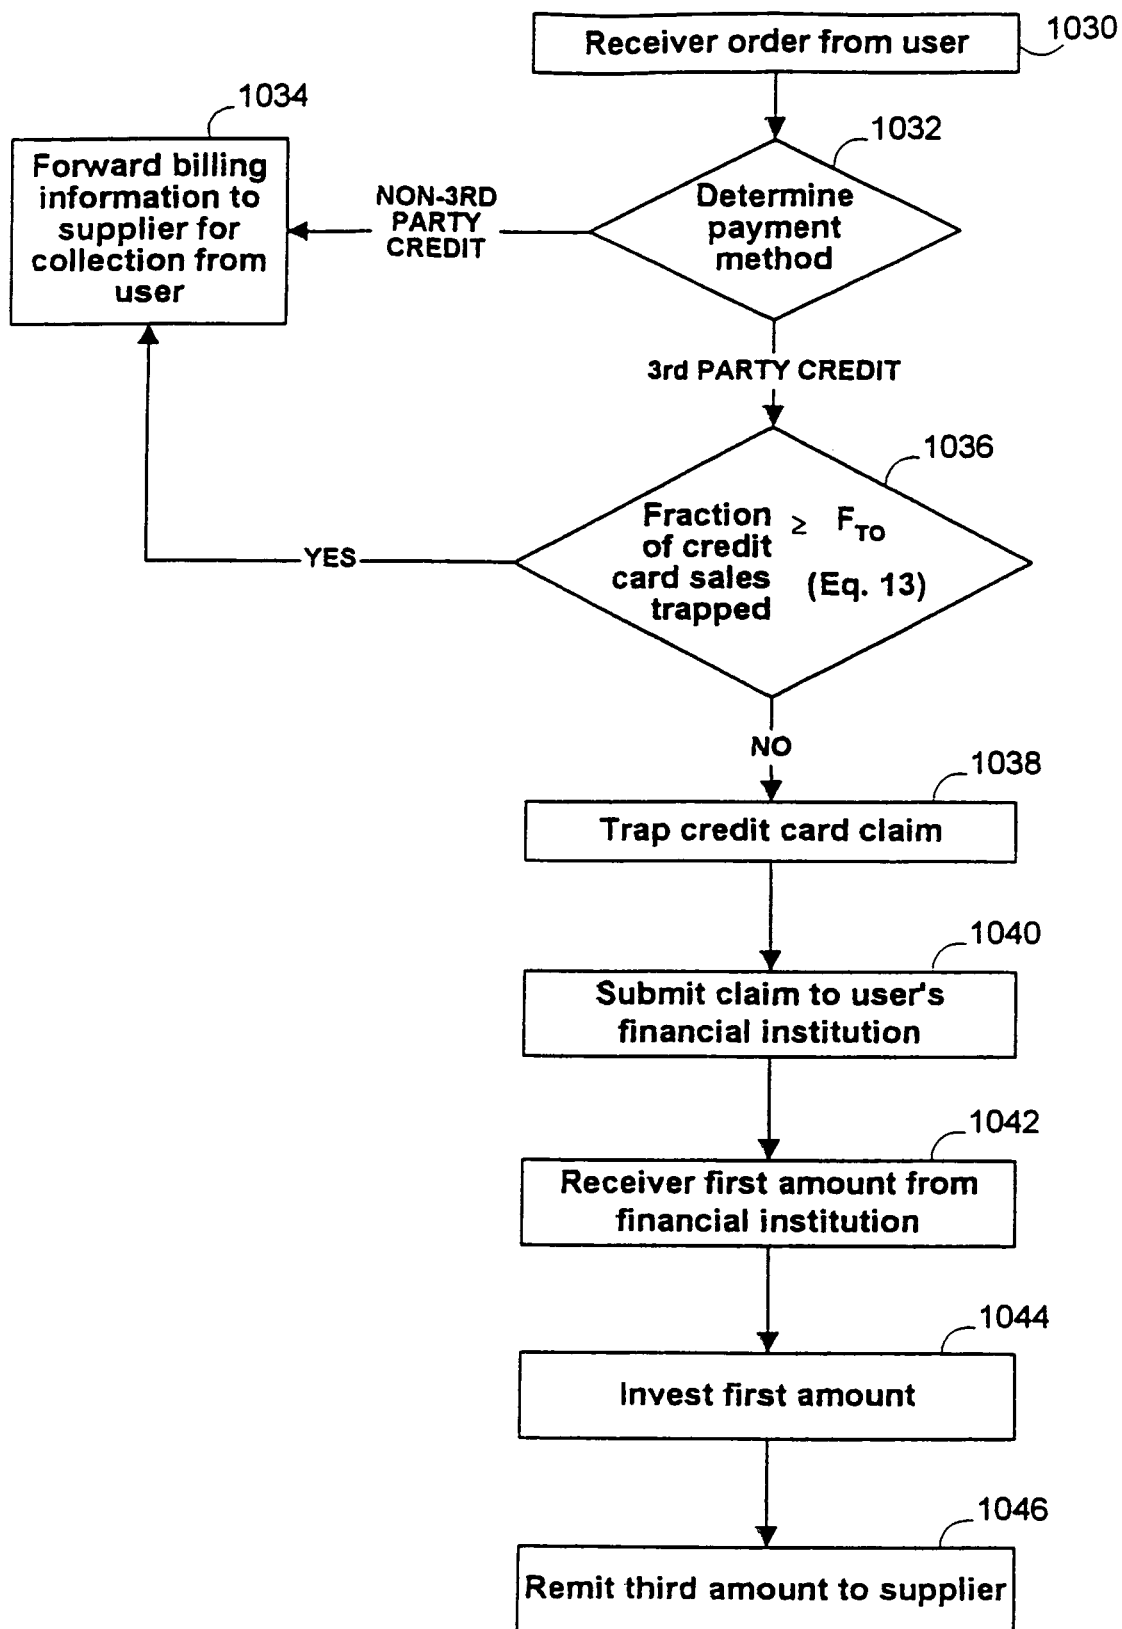 Receiver order from user
1030
1034
Forward billing
information to
supplier for
collection from
user
NON-3RD
PARTY
CREDIT
1032
Determine
payment
method
3rd PARTY CREDIT
1036
Fraction ≥ F_TO
of credit
card sales (Eq. 13)
trapped
YES
NO
1038
Trap credit card claim
1040
Submit claim to user's
financial institution
1042
Receiver first amount from
financial institution
1044
Invest first amount
1046
Remit third amount to supplier